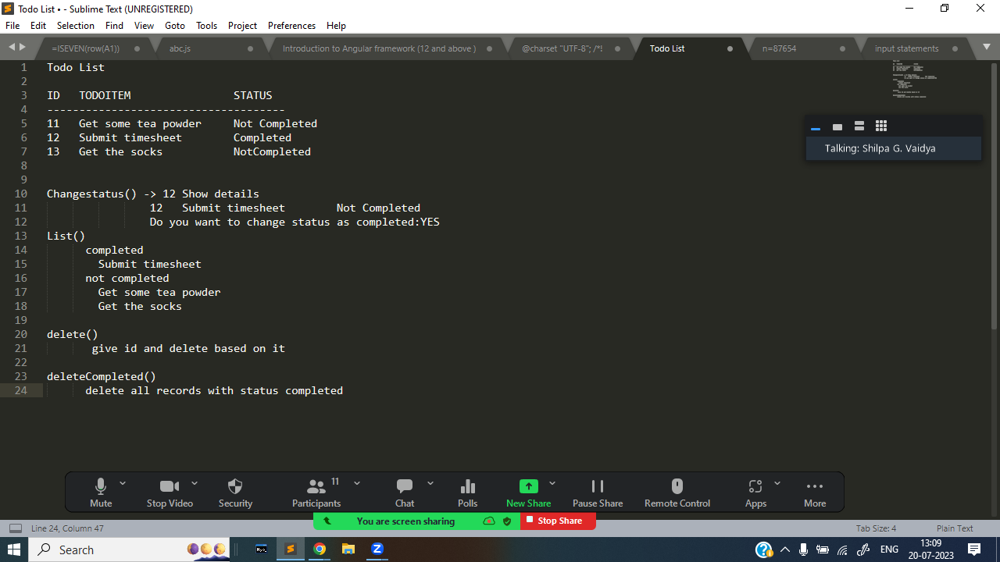 Todo List • - Sublime Text (UNREGISTERED)
File Edit Selection Find View Goto Tools Project Preferences Help
=ISEVEN(row(A1)) abc.js Introduction to Angular framework (12 and above ) @charset "UTF-8"; /*! Todo List n=87654 input statements
1 Todo List
2
3 ID TODOITEM STATUS
4 -------------------------------------
5 11 Get some tea powder Not Completed
6 12 Submit timesheet Completed
7 13 Get the socks NotCompleted
8
9
10 Changestatus() -> 12 Show details
11 12 Submit timesheet Not Completed
12 Do you want to change status as completed:YES
13 List()
14 completed
15 Submit timesheet
16 not completed
17 Get some tea powder
18 Get the socks
19
20 delete()
21 give id and delete based on it
22
23 deleteCompleted()
24 delete all records with status completed
Talking: Shilpa G. Vaidya
11
Mute Stop Video Security Participants Chat Polls New Share Pause Share Remote Control Apps More
You are screen sharing Stop Share
Line 24, Column 47 Tab Size: 4 Plain Text
Search ENG 13:09
20-07-2023